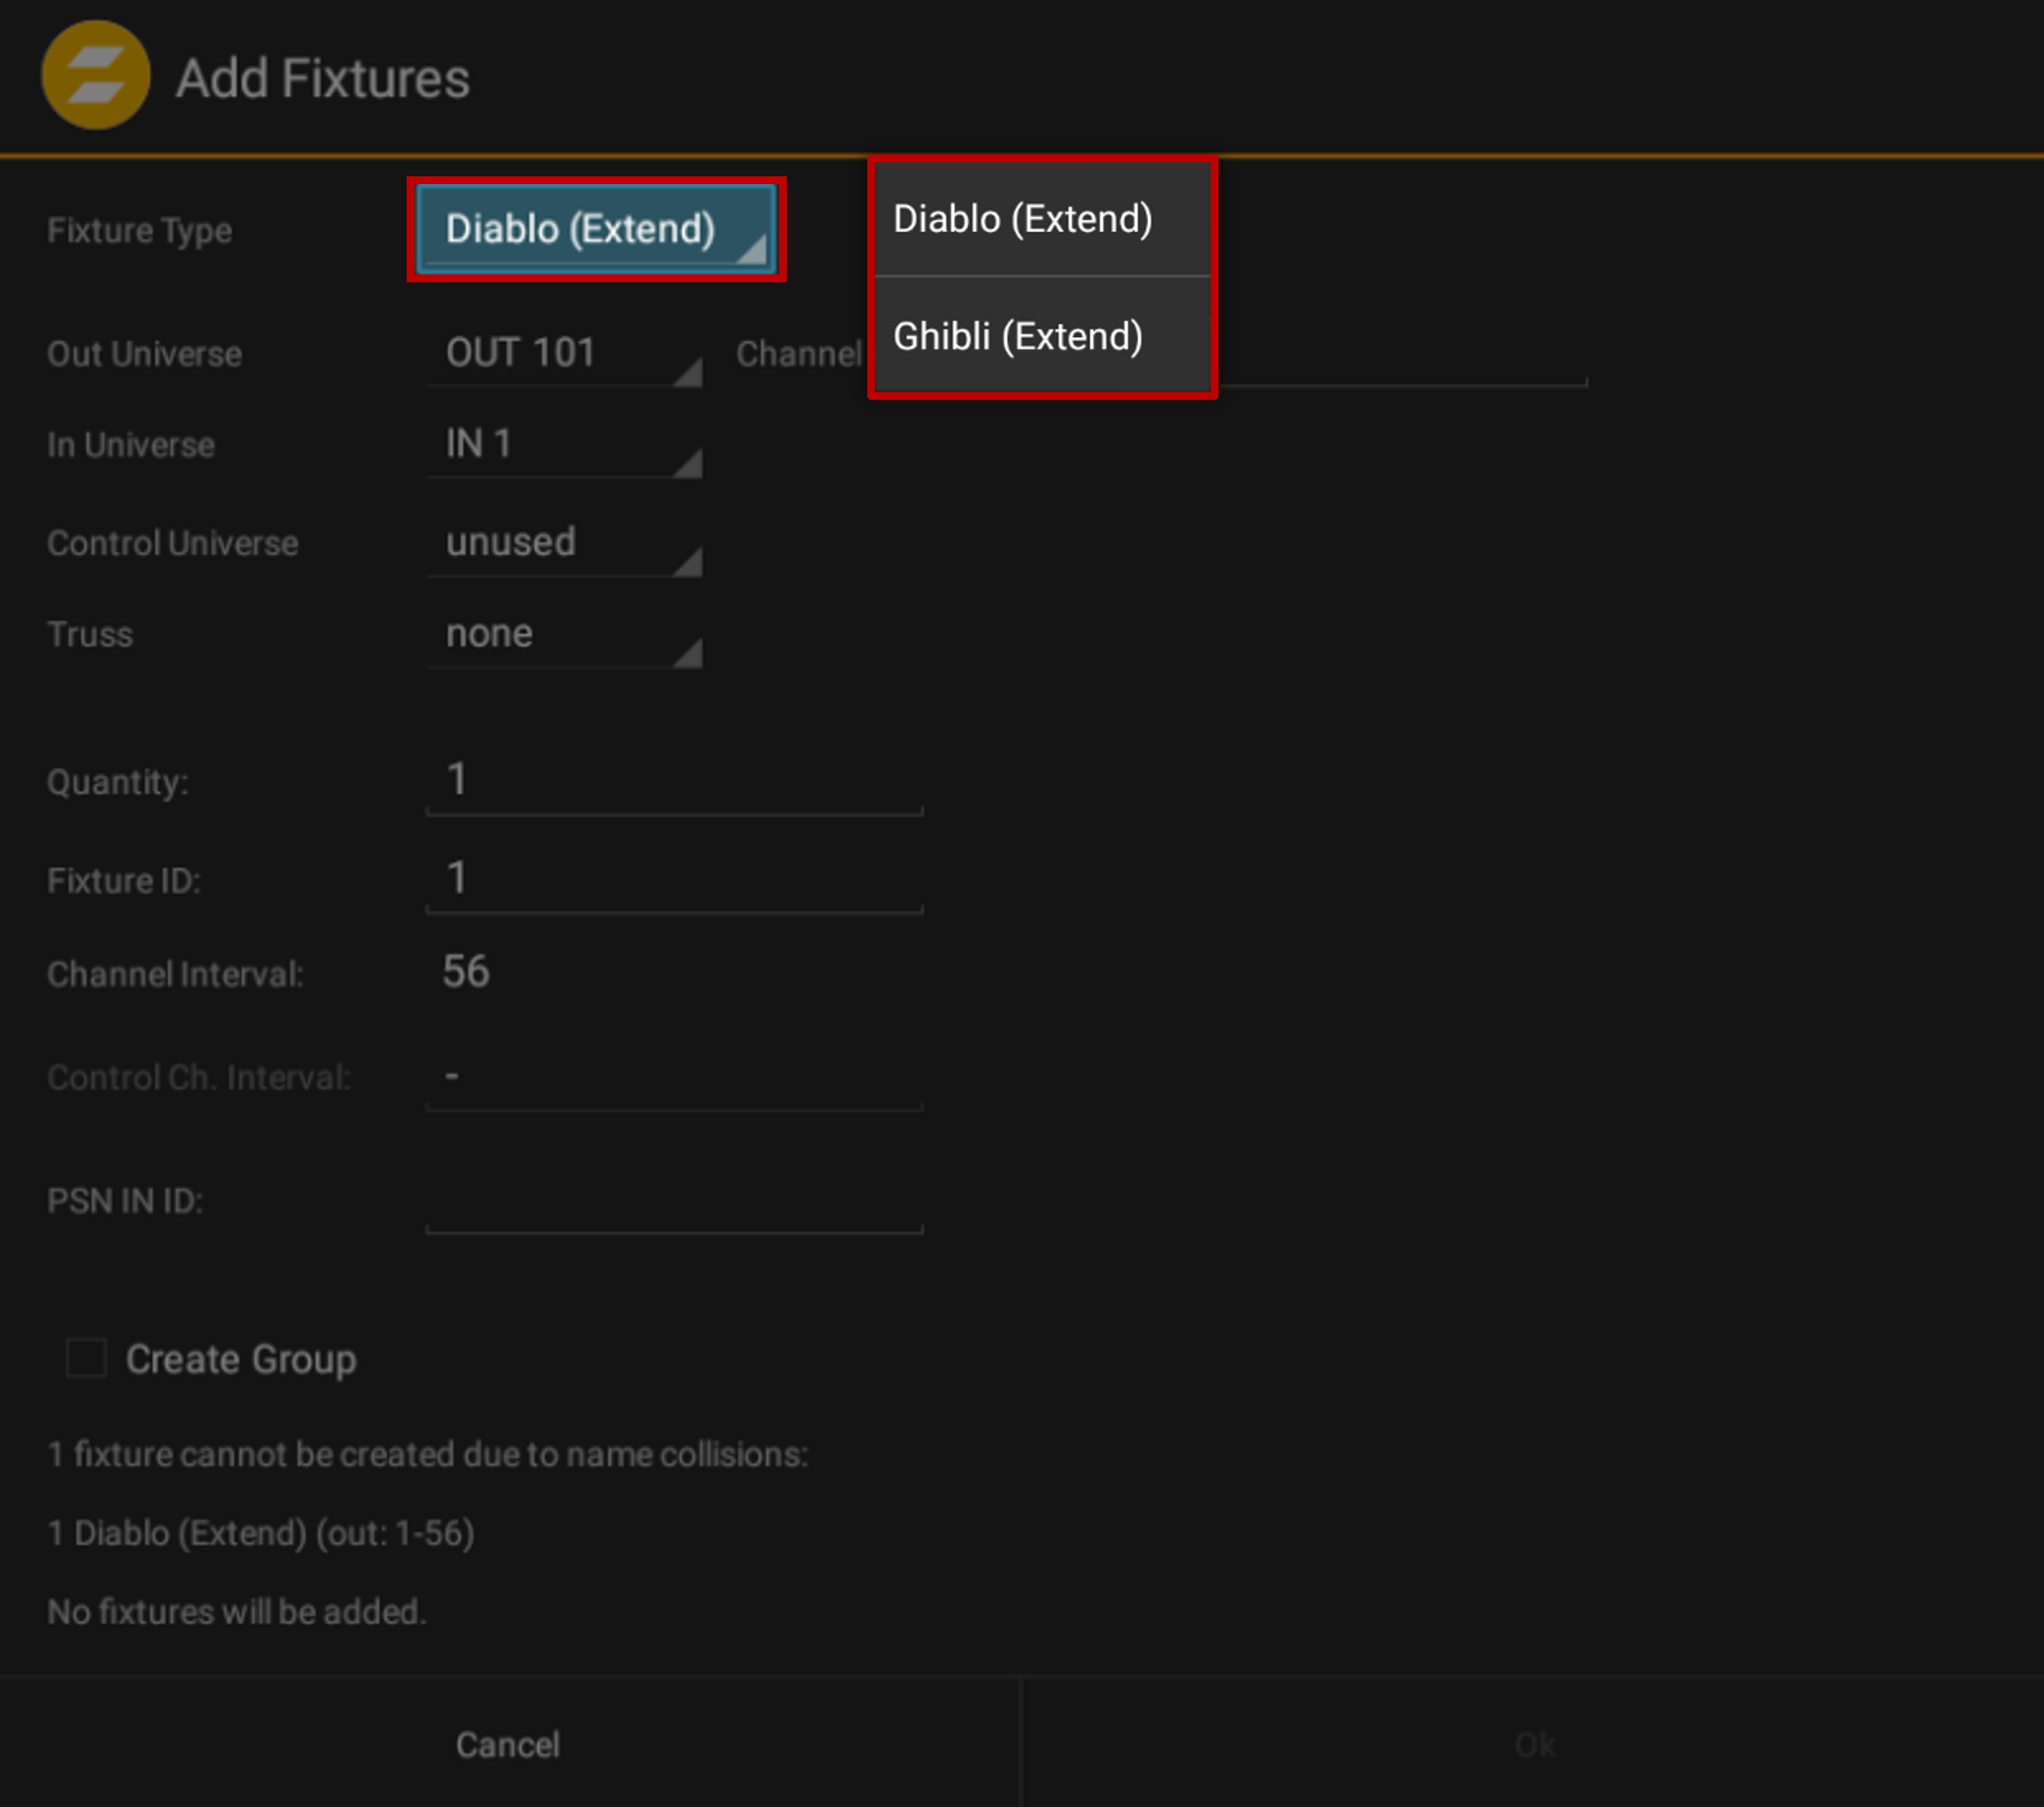 Add Fixtures
Fixture Type
Diablo (Extend)
Diablo (Extend)
Ghibli (Extend)
Out Universe
OUT 101
Channel
In Universe
IN 1
Control Universe
unused
Truss
none
Quantity:
1
Fixture ID:
1
Channel Interval:
56
Control Ch. Interval:
-
PSN IN ID:
Create Group
1 fixture cannot be created due to name collisions:
1 Diablo (Extend) (out: 1-56)
No fixtures will be added.
Cancel
Ok